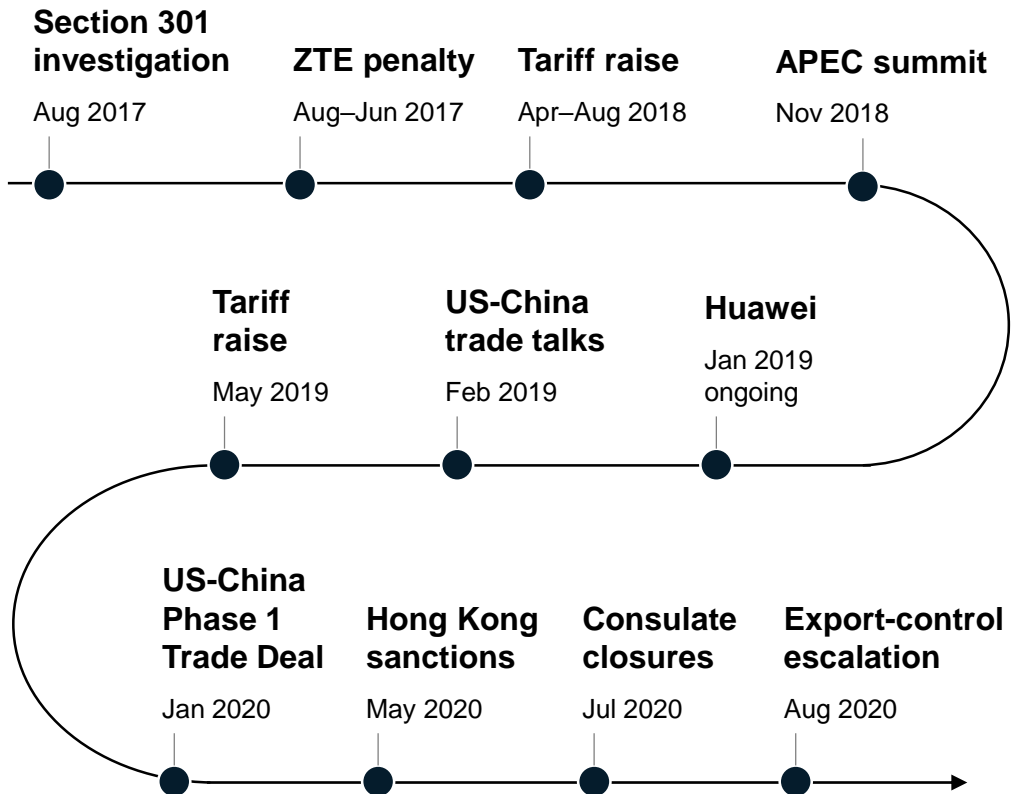 Section 301
investigation
Aug 2017
ZTE penalty
Aug–Jun 2017
Tariff raise
Apr–Aug 2018
APEC summit
Nov 2018
Huawei
Jan 2019
ongoing
US-China
trade talks
Feb 2019
Tariff
raise
May 2019
US-China
Phase 1
Trade Deal
Jan 2020
Hong Kong
sanctions
May 2020
Consulate
closures
Jul 2020
Export-control
escalation
Aug 2020